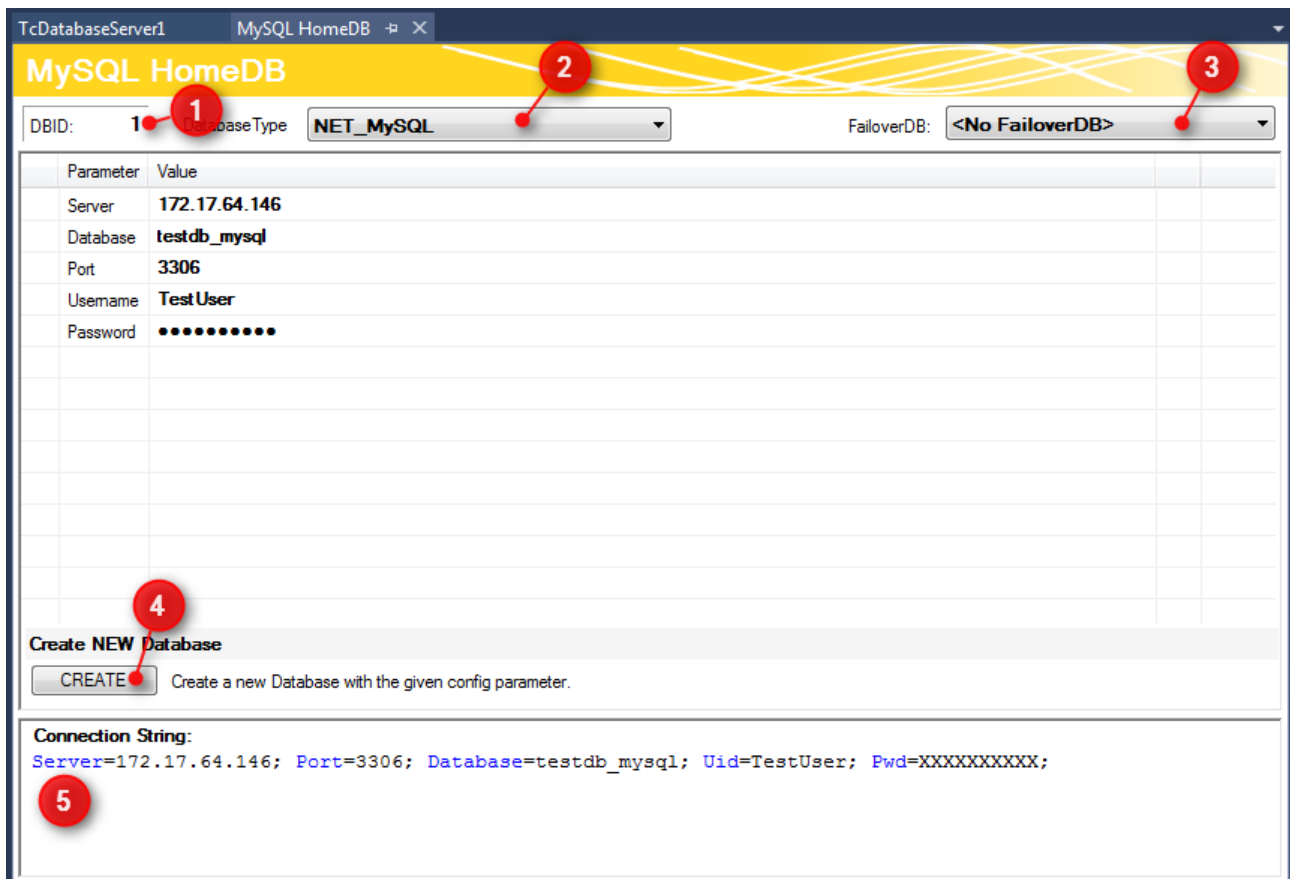 TcDatabaseServer1 MySQL HomeDB
MySQL HomeDB
2
3
DBID: 1 1 DatabaseType NET_MySQL FailoverDB: <No FailoverDB>
Parameter Value
Server 172.17.64.146
Database testdb_mysql
Port 3306
Username TestUser
Password ●●●●●●●●●●
4
Create NEW Database
CREATE Create a new Database with the given config parameter.
Connection String:
Server=172.17.64.146; Port=3306; Database=testdb_mysql; Uid=TestUser; Pwd=XXXXXXXXXX;
5